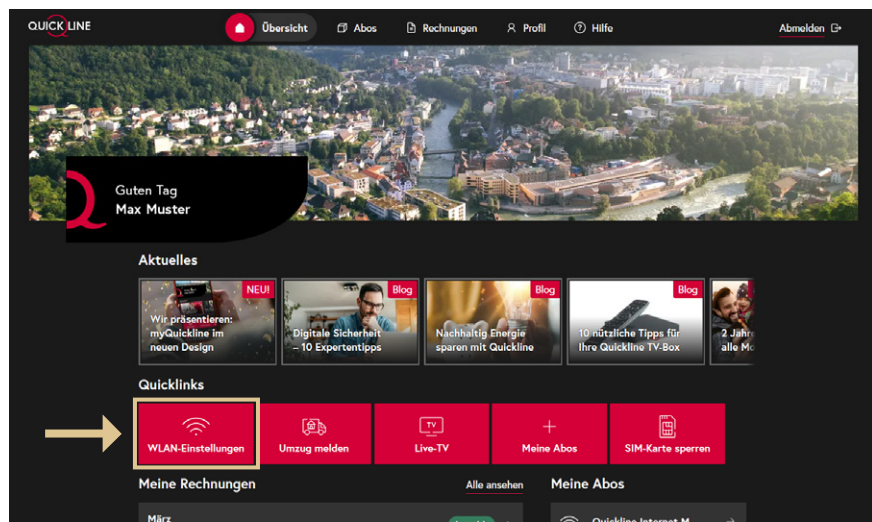 QUICKLINE
Übersicht
Abos
Rechnungen
Profil
Hilfe
Abmelden
Guten Tag
Max Muster
Aktuelles
NEU!
Wir präsentieren:
myQuickline im
neuen Design
Blog
Digitale Sicherheit
– 10 Expertentipps
Blog
Nachhaltig Energie
sparen mit Quickline
Blog
10 nützliche Tipps für
Ihre Quickline TV-Box
2 Jahr
alle Mo
Quicklinks
WLAN-Einstellungen
Umzug melden
TV
Live-TV
Meine Abos
SIM-Karte sperren
Meine Rechnungen
Alle ansehen
Meine Abos
März
Quickline Internet M